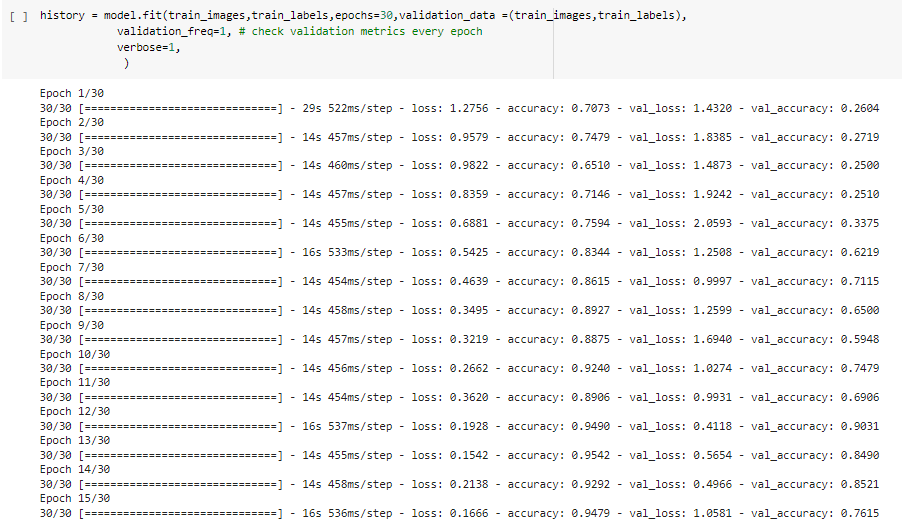 [ ] history = model.fit(train_images,train_labels,epochs=30,validation_data =(train_images,train_labels),
validation_freq=1, # check validation metrics every epoch
verbose=1,
)
Epoch 1/30
30/30 [==============================] - 29s 522ms/step - loss: 1.2756 - accuracy: 0.7073 - val_loss: 1.4320 - val_accuracy: 0.2604
Epoch 2/30
30/30 [==============================] - 14s 457ms/step - loss: 0.9579 - accuracy: 0.7479 - val_loss: 1.8385 - val_accuracy: 0.2719
Epoch 3/30
30/30 [==============================] - 14s 460ms/step - loss: 0.9822 - accuracy: 0.6510 - val_loss: 1.4873 - val_accuracy: 0.2500
Epoch 4/30
30/30 [==============================] - 14s 457ms/step - loss: 0.8359 - accuracy: 0.7146 - val_loss: 1.9242 - val_accuracy: 0.2510
Epoch 5/30
30/30 [==============================] - 14s 455ms/step - loss: 0.6881 - accuracy: 0.7594 - val_loss: 2.0593 - val_accuracy: 0.3375
Epoch 6/30
30/30 [==============================] - 16s 533ms/step - loss: 0.5425 - accuracy: 0.8344 - val_loss: 1.2508 - val_accuracy: 0.6219
Epoch 7/30
30/30 [==============================] - 14s 454ms/step - loss: 0.4639 - accuracy: 0.8615 - val_loss: 0.9997 - val_accuracy: 0.7115
Epoch 8/30
30/30 [==============================] - 14s 458ms/step - loss: 0.3495 - accuracy: 0.8927 - val_loss: 1.2599 - val_accuracy: 0.6500
Epoch 9/30
30/30 [==============================] - 14s 457ms/step - loss: 0.3219 - accuracy: 0.8875 - val_loss: 1.6940 - val_accuracy: 0.5948
Epoch 10/30
30/30 [==============================] - 14s 456ms/step - loss: 0.2662 - accuracy: 0.9240 - val_loss: 1.0274 - val_accuracy: 0.7479
Epoch 11/30
30/30 [==============================] - 14s 454ms/step - loss: 0.3620 - accuracy: 0.8906 - val_loss: 0.9931 - val_accuracy: 0.6906
Epoch 12/30
30/30 [==============================] - 16s 537ms/step - loss: 0.1928 - accuracy: 0.9490 - val_loss: 0.4118 - val_accuracy: 0.9031
Epoch 13/30
30/30 [==============================] - 14s 455ms/step - loss: 0.1542 - accuracy: 0.9542 - val_loss: 0.5654 - val_accuracy: 0.8490
Epoch 14/30
30/30 [==============================] - 14s 458ms/step - loss: 0.2138 - accuracy: 0.9292 - val_loss: 0.4966 - val_accuracy: 0.8521
Epoch 15/30
30/30 [==============================] - 16s 536ms/step - loss: 0.1666 - accuracy: 0.9479 - val_loss: 1.0581 - val_accuracy: 0.7615